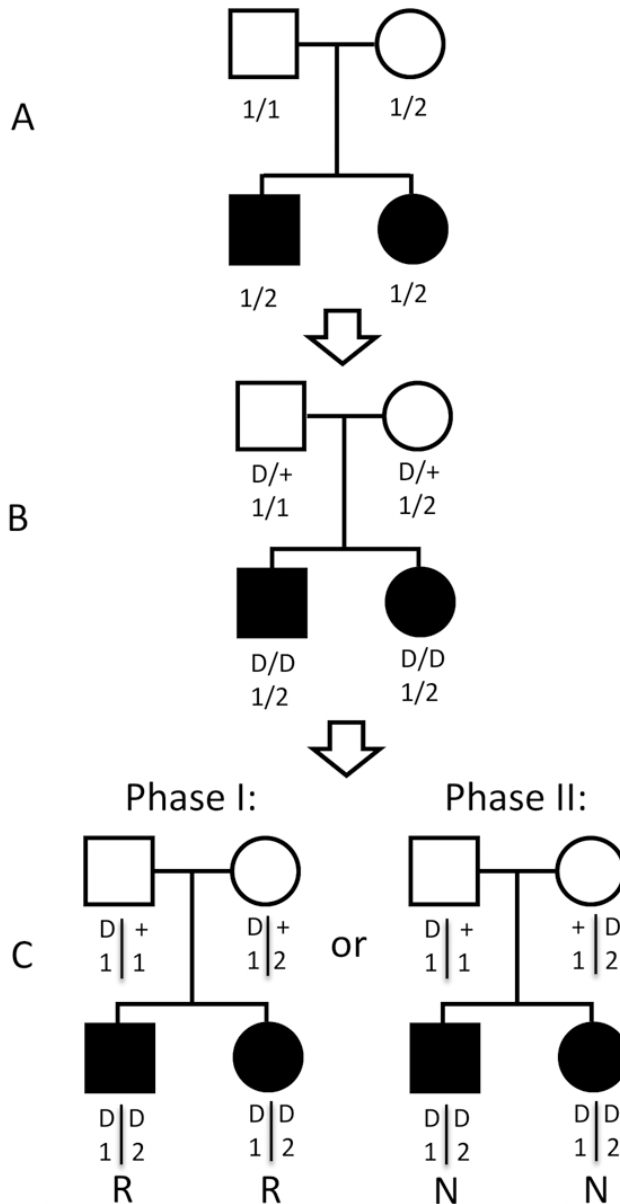 A
1/1 1/2
1/2 1/2
B
D/+ D/+
1/1 1/2
D/D D/D
1/2 1/2
C
Phase I: Phase II:
D + D + or D + + D
1 1 1 2 1 1 1 2
D D D D D D D D
1 2 1 2 1 2 1 2
R R N N